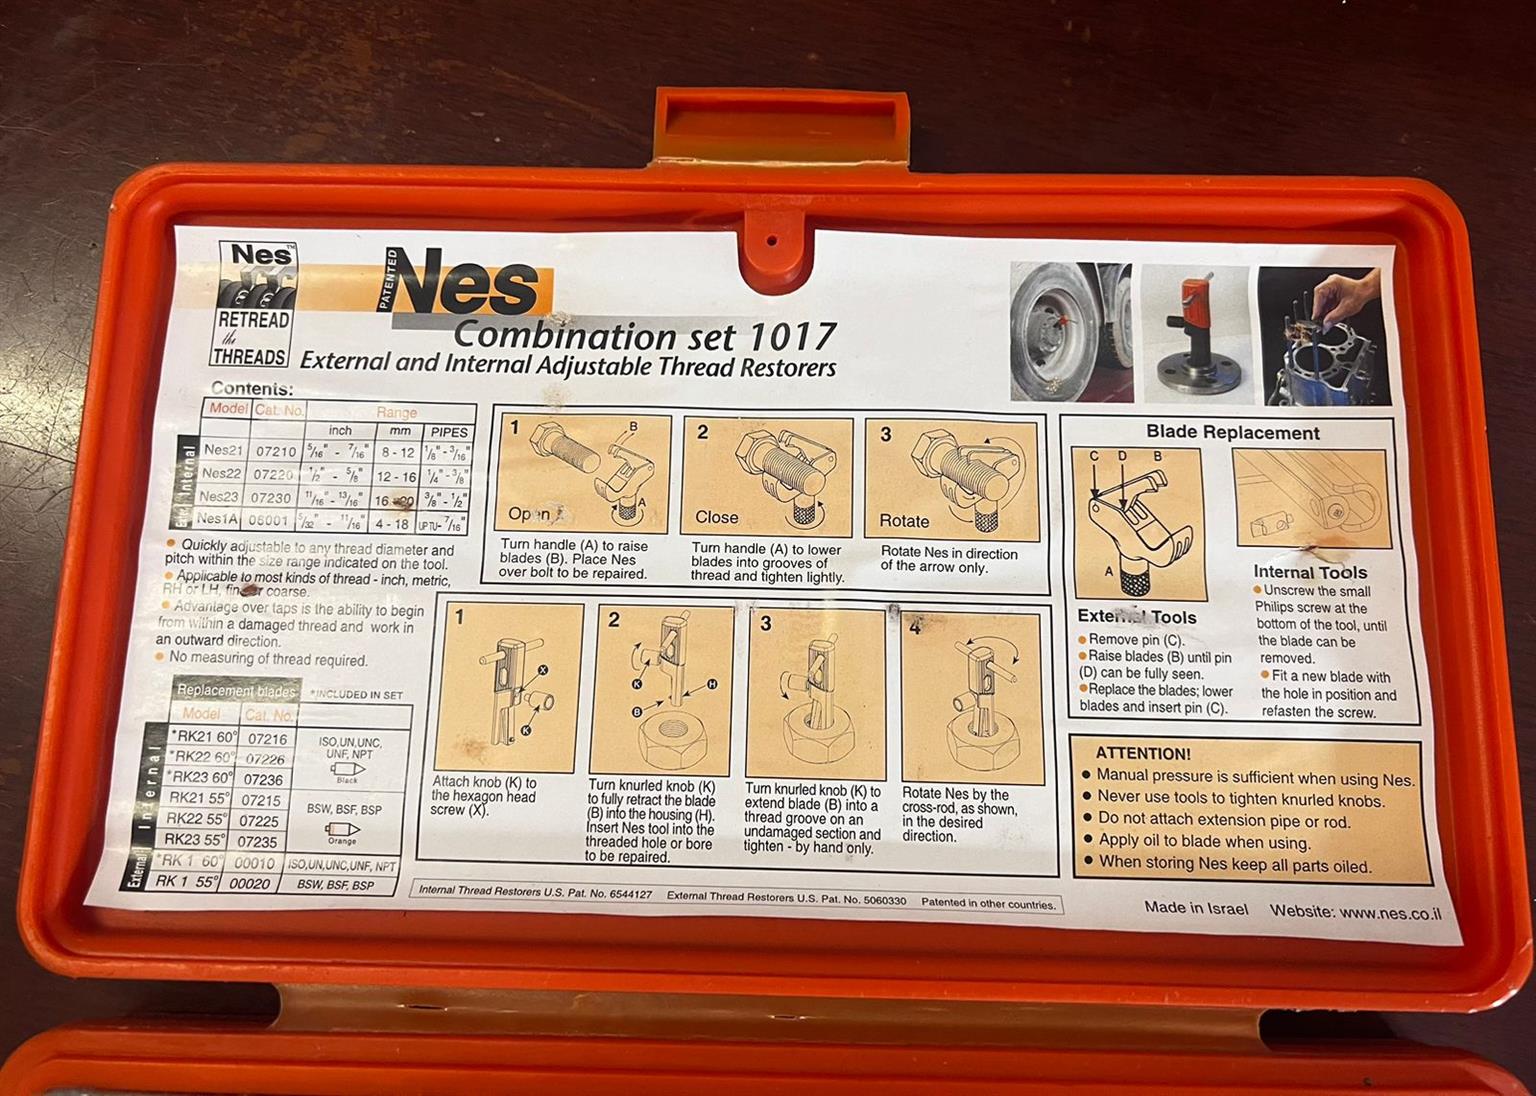 Nes™
RETREAD
the
THREADS
PATENTED
Nes
Combination set 1017
External and Internal Adjustable Thread Restorers
Contents:
Model Cat. No. Range
inch mm PIPES
Internal
Nes21 07210 5/16" - 7/16" 8 - 12 1/8" - 3/16"
Nes22 07220 1/2" - 5/8" 12 - 16 1/4" - 3/8"
Nes23 07230 11/16" - 13/16" 16 - 20 3/8" - 1/2"
Ext.
Nes1A 06001 5/32" - 11/16" 4 - 18 UP TU- 7/16"
• Quickly adjustable to any thread diameter and
pitch within the size range indicated on the tool.
• Applicable to most kinds of thread - inch, metric,
RH or LH, coarse.
• Advantage over taps is the ability to begin
from within a damaged thread and work in
an outward direction.
• No measuring of thread required.
Replacement blades *INCLUDED IN SET
Model Cat. No.
Internal
*RK21 60° 07216
*RK22 60° 07226
*RK23 60° 07236
ISO,UN,UNC,
UNF, NPT
Black
RK21 55° 07215
RK22 55° 07225
RK23 55° 07235
BSW, BSF, BSP
Orange
External
*RK 1 60° 00010 ISO,UN,UNC,UNF, NPT
RK 1 55° 00020 BSW, BSF, BSP
1
B
A
Open
Turn handle (A) to raise
blades (B). Place Nes
over bolt to be repaired.
2
Close
Turn handle (A) to lower
blades into grooves of
thread and tighten lightly.
3
Rotate
Rotate Nes in direction
of the arrow only.
1
X
K
Attach knob (K) to
the hexagon head
screw (X).
2
K
H
B
Turn knurled knob (K)
to fully retract the blade
(B) into the housing (H).
Insert Nes tool into the
threaded hole or bore
to be repaired.
3
Turn knurled knob (K) to
extend blade (B) into a
thread groove on an
undamaged section and
tighten - by hand only.
4
Rotate Nes by the
cross-rod, as shown,
in the desired
direction.
Blade Replacement
C D B
A
External Tools
• Remove pin (C).
• Raise blades (B) until pin
(D) can be fully seen.
• Replace the blades; lower
blades and insert pin (C).
Internal Tools
• Unscrew the small
Philips screw at the
bottom of the tool, until
the blade can be
removed.
• Fit a new blade with
the hole in position and
refasten the screw.
ATTENTION!
• Manual pressure is sufficient when using Nes.
• Never use tools to tighten knurled knobs.
• Do not attach extension pipe or rod.
• Apply oil to blade when using.
• When storing Nes keep all parts oiled.
Internal Thread Restorers U.S. Pat. No. 6544127 External Thread Restorers U.S. Pat. No. 5060330 Patented in other countries.
Made in Israel Website: www.nes.co.il